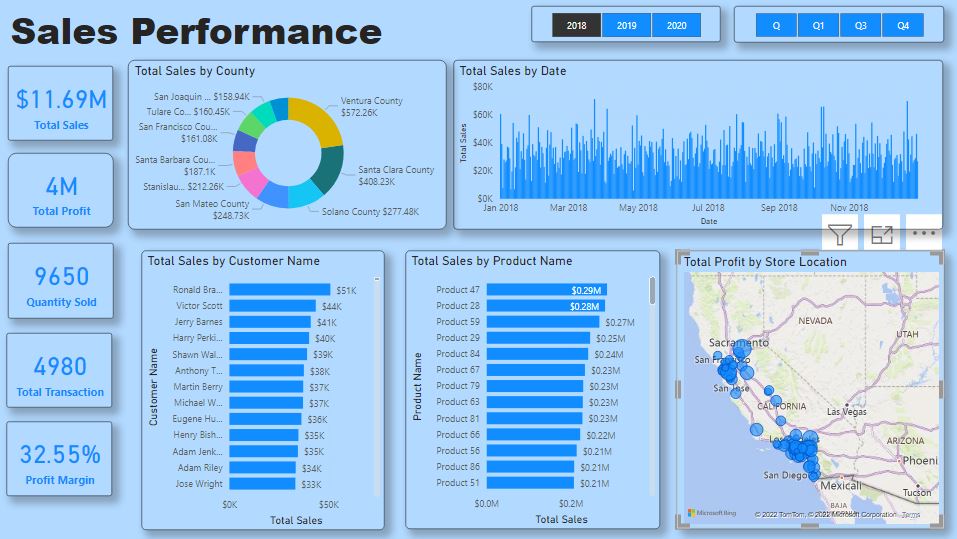 Sales Performance
2018
2019
2020
Q
Q1
Q3
Q4
$11.69M
Total Sales
4M
Total Profit
9650
Quantity Sold
4980
Total Transaction
32.55%
Profit Margin
Total Sales by County
San Joaquin ... $158.94K
Tulare Co... $160.45K
San Francisco Cou...
$161.08K
Santa Barbara Cou...
$187.1K
Stanislau... $212.26K
San Mateo County
$248.73K
Ventura County
$572.26K
Santa Clara County
$408.23K
Solano County $277.48K
Total Sales by Date
Total Sales
$80K
$60K
$40K
$20K
$0K
Jan 2018
Mar 2018
May 2018
Jul 2018
Sep 2018
Nov 2018
Date
Total Sales by Customer Name
Customer Name
Ronald Bra... $51K
Victor Scott $44K
Jerry Barnes $41K
Harry Perki... $40K
Shawn Wal... $39K
Anthony T... $38K
Martin Berry $37K
Michael W... $37K
Eugene Hu... $36K
Henry Bish... $35K
Adam Jenk... $35K
Adam Riley $34K
Jose Wright $33K
$0K
$50K
Total Sales
Total Sales by Product Name
Product Name
Product 47 $0.29M
Product 28 $0.28M
Product 59 $0.27M
Product 29 $0.25M
Product 84 $0.24M
Product 67 $0.23M
Product 79 $0.23M
Product 63 $0.23M
Product 81 $0.23M
Product 66 $0.22M
Product 56 $0.21M
Product 86 $0.21M
Product 51 $0.21M
$0.0M
$0.2M
Total Sales
Total Profit by Store Location
NEVADA
UTAH
Sacramento
San Francisco
San Jose
CALIFORNIA
Las Vegas
Los Angeles
ARIZONA
Phoeni
San Diego
Mexicali
Tucson
BAJA
Microsoft Bing
© 2022 TomTom, © 2022 Microsoft Corporation Terms